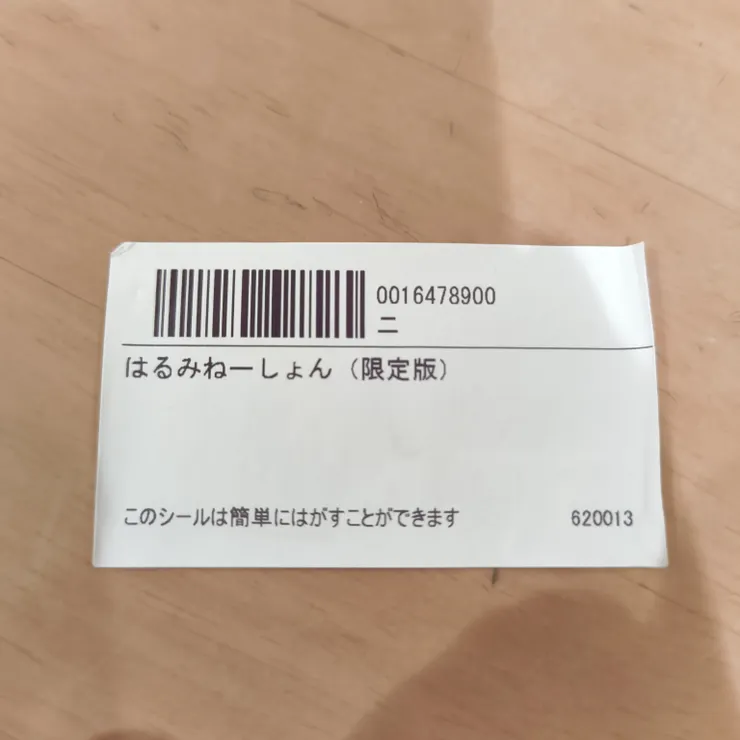 0016478900
ニ
はるみねーしょん（限定版）
このシールは簡単にはがすことができます
620013